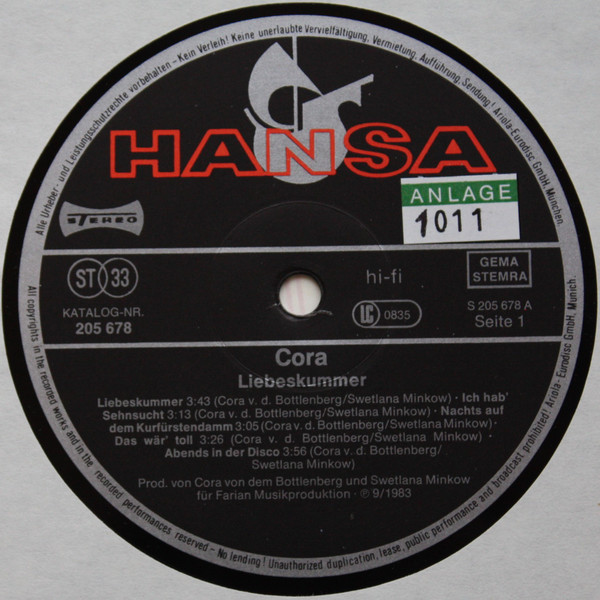 Alle Urheber- und Leistungsschutzrechte vorbehalten – Kein Verleih! Keine unerlaubte Vervielfältigung, Vermietung, Aufführung, Sendung! Ariola-Eurodisc GmbH, München.
HANSA
ANLAGE
1011
STEREO
ST 33
hi-fi
GEMA
STEMRA
KATALOG-NR.
205 678
LC 0835
S 205 678 A
Seite 1
Cora
Liebeskummer
Liebeskummer 3:43 (Cora v. d. Bottlenberg/Swetlana Minkow) · Ich hab'
Sehnsucht 3:13 (Cora v. d. Bottlenberg/Swetlana Minkow) · Nachts auf
dem Kurfürstendamm 3:05 (Cora v. d. Bottlenberg/Swetlana Minkow) ·
Das wär' toll 3:26 (Cora v. d. Bottlenberg/Swetlana Minkow) ·
Abends in der Disco 3:56 (Cora v. d. Bottlenberg/
Swetlana Minkow)
Prod. von Cora von dem Bottlenberg und Swetlana Minkow
für Farian Musikproduktion · ℗ 9/1983
All copyrights in the recorded works and in the recorded performances reserved – No lending! Unauthorized duplication, lease, public performance and broadcast prohibited! Ariola-Eurodisc GmbH, Munich.